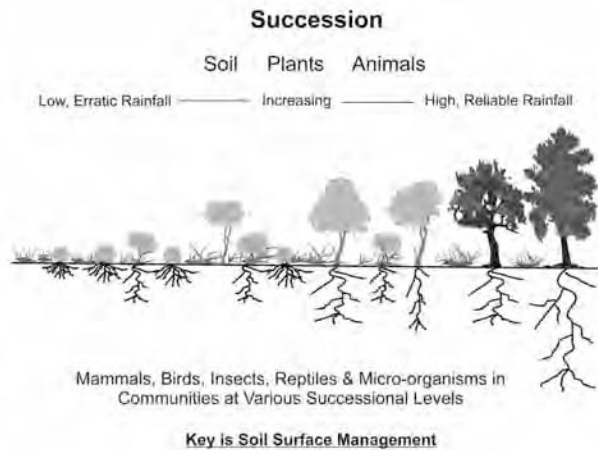 Succession
Soil Plants Animals
Low, Erratic Rainfall Increasing High, Reliable Rainfall
Mammals, Birds, Insects, Reptiles & Micro-organisms in
Communities at Various Successional Levels
Key is Soil Surface Management